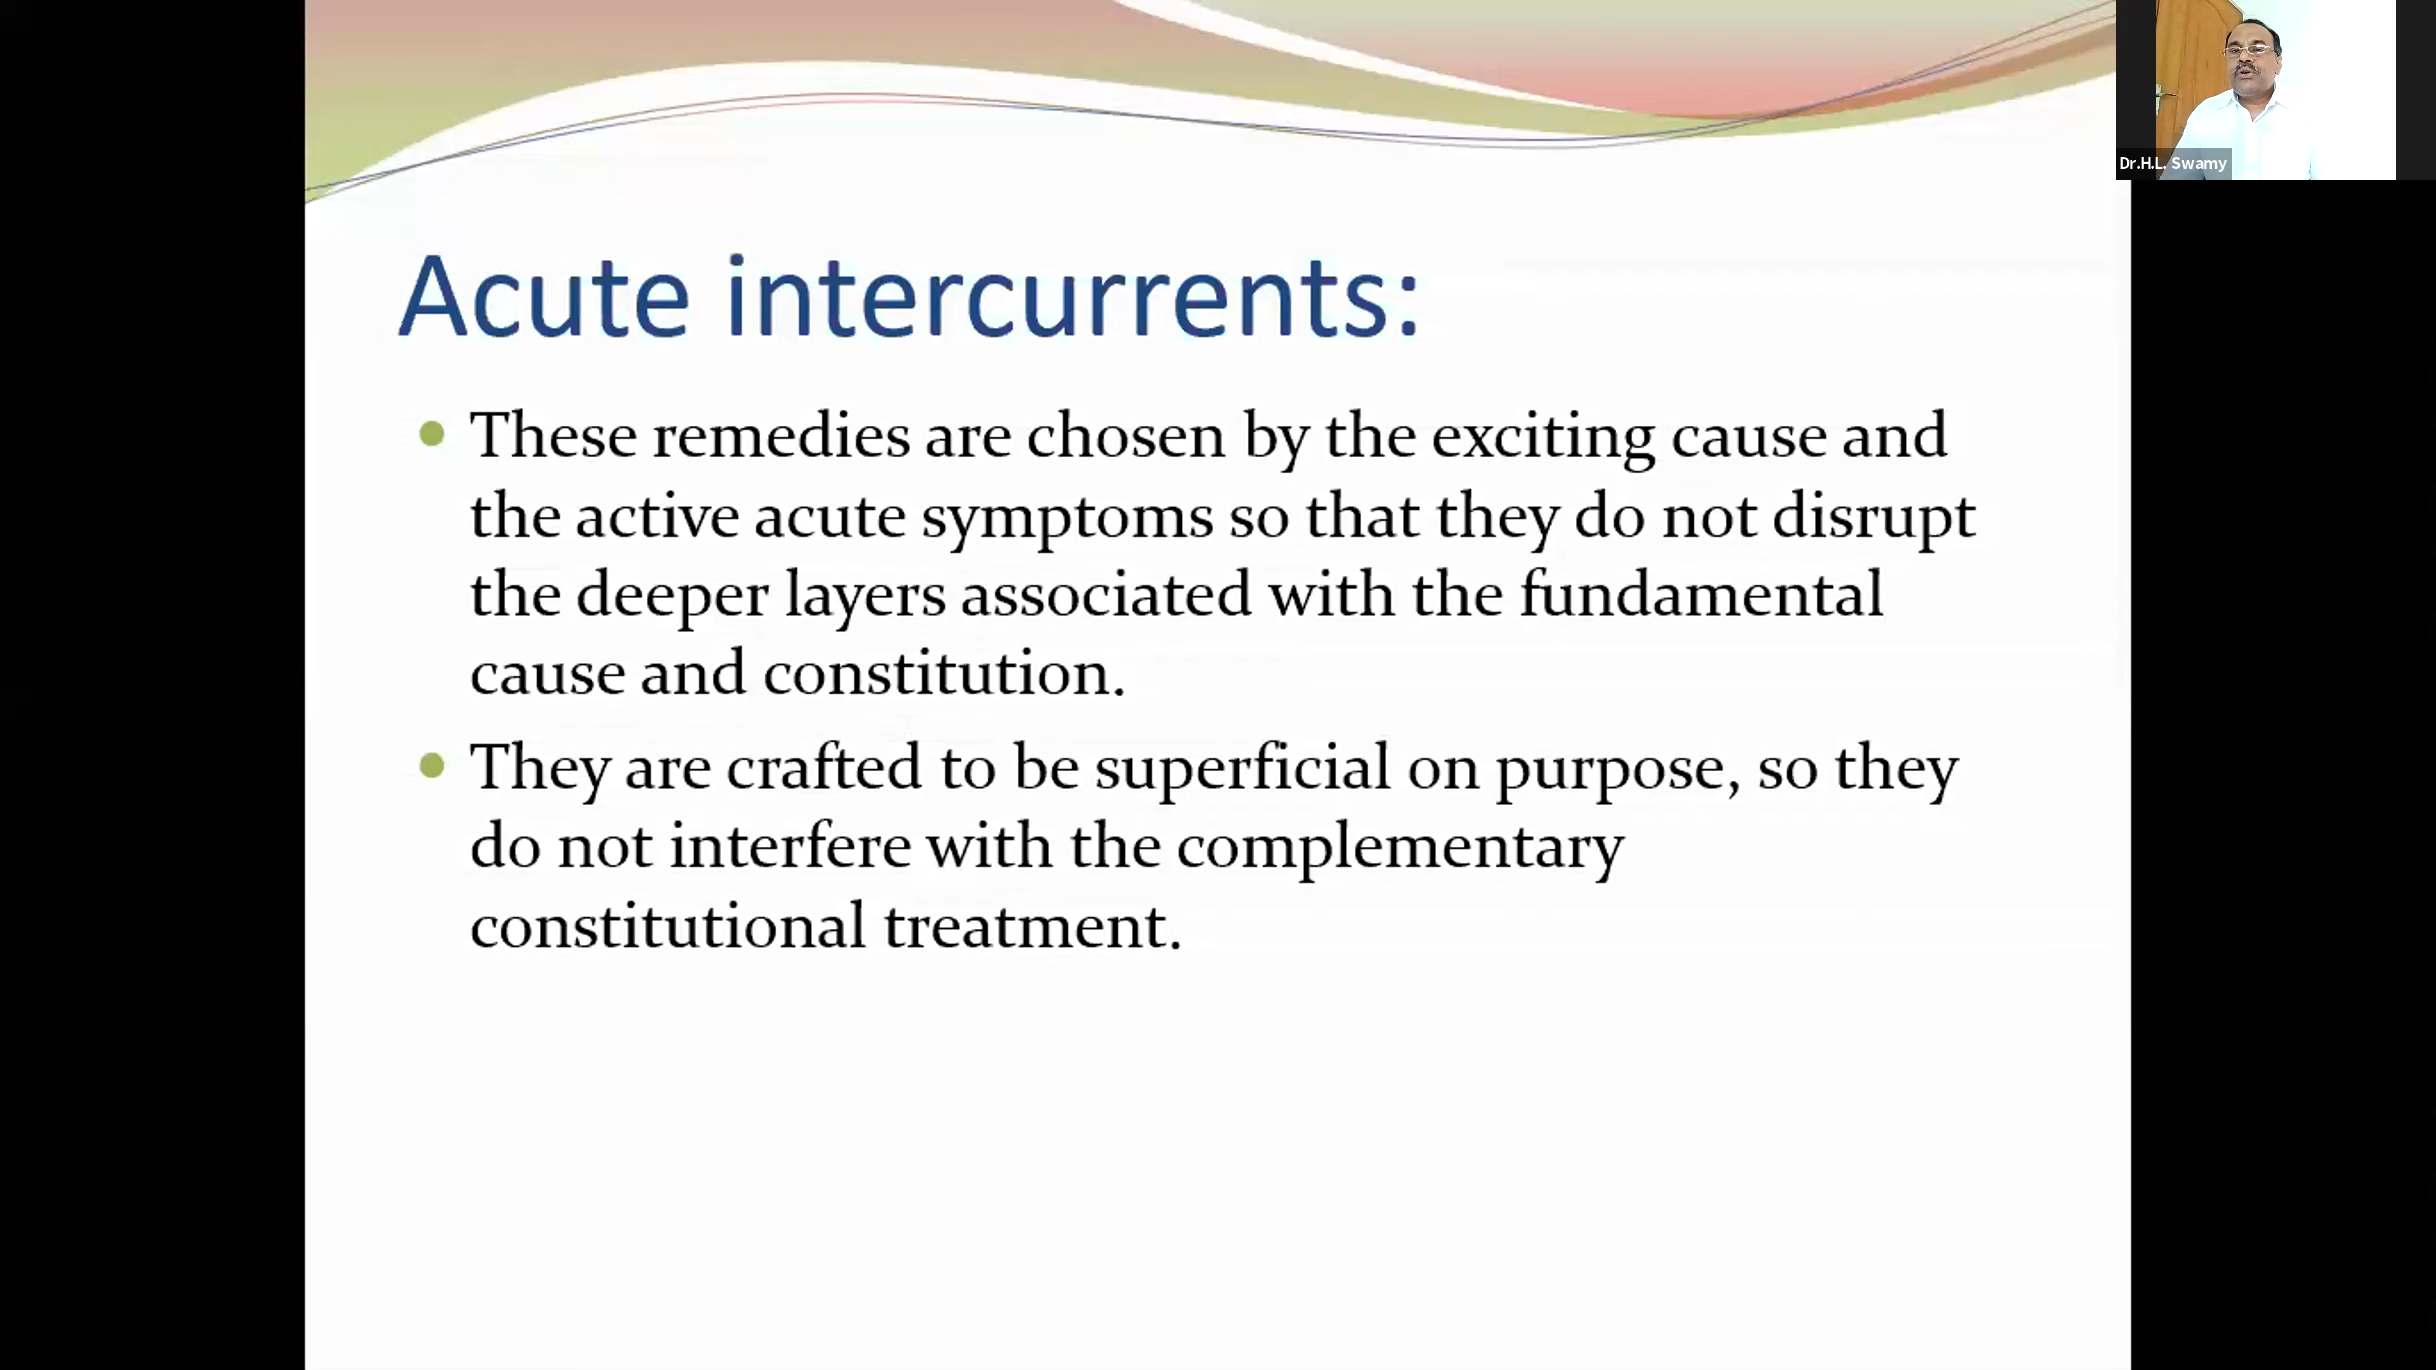 Dr.H.L. Swamy
Acute intercurrents:
• These remedies are chosen by the exciting cause and
the active acute symptoms so that they do not disrupt
the deeper layers associated with the fundamental
cause and constitution.
• They are crafted to be superficial on purpose, so they
do not interfere with the complementary
constitutional treatment.